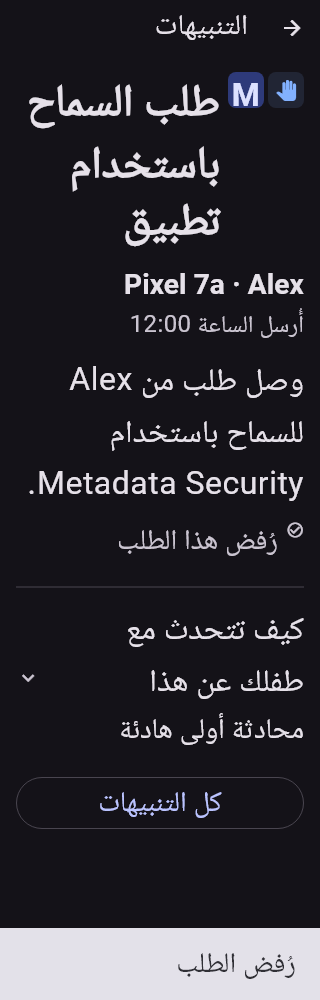 التنبيهات
M
طلب السماح
باستخدام
تطبيق
Pixel 7a · Alex
أُرسل الساعة 12:00
وصل طلب من Alex
للسماح باستخدام
Metadata Security.
رُفض هذا الطلب
كيف تتحدث مع
طفلك عن هذا
محادثة أولى هادئة
كل التنبيهات
رُفض الطلب